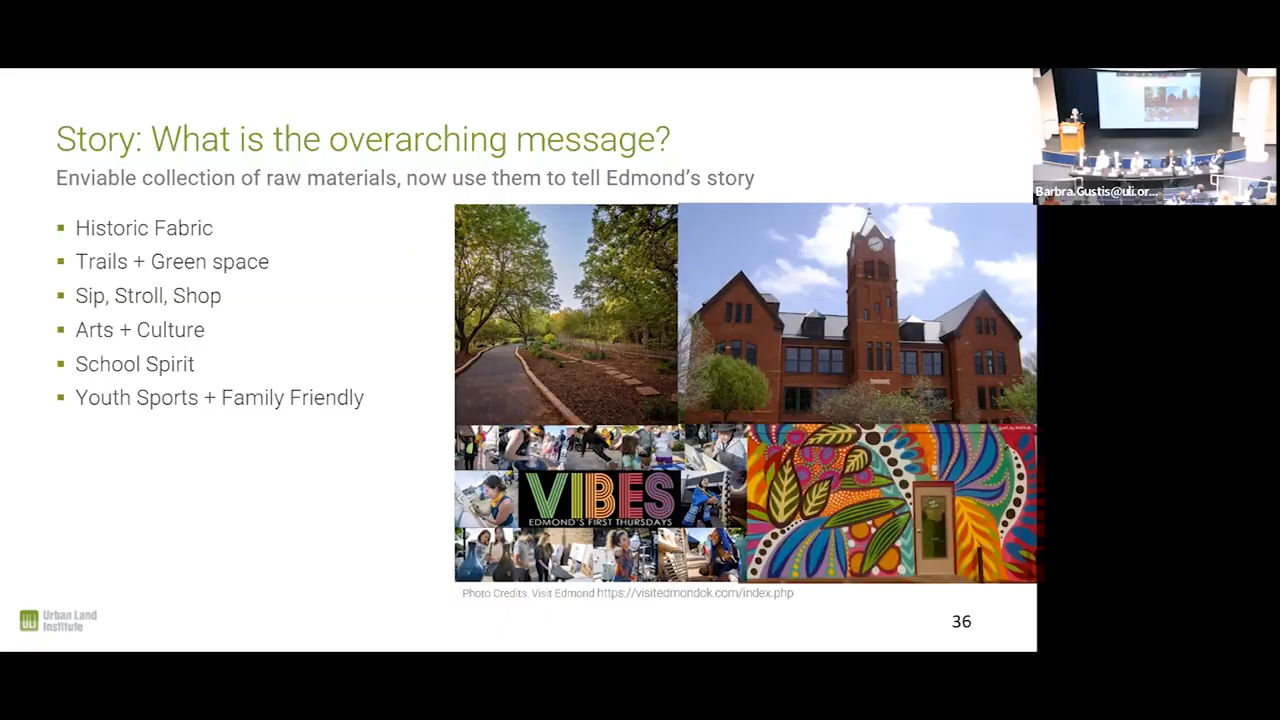 Story: What is the overarching message?
Enviable collection of raw materials, now use them to tell Edmond's story
Historic Fabric
Trails + Green space
Sip, Stroll, Shop
Arts + Culture
School Spirit
Youth Sports + Family Friendly
VIBES
EDMOND'S FIRST THURSDAYS
Photo Credits: Visit Edmond https://visitedmondok.com/index.php
ULI
Urban Land
Institute
36
Barbra.Gustis@uli.or...